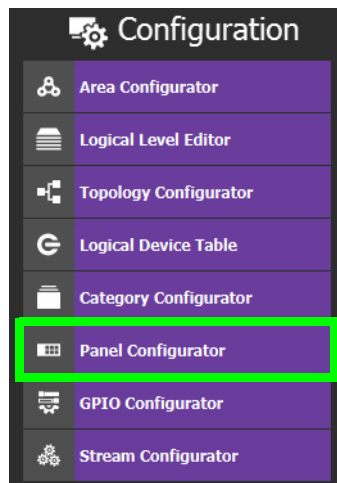 Configuration
Area Configurator
Logical Level Editor
Topology Configurator
Logical Device Table
Category Configurator
Panel Configurator
GPIO Configurator
Stream Configurator